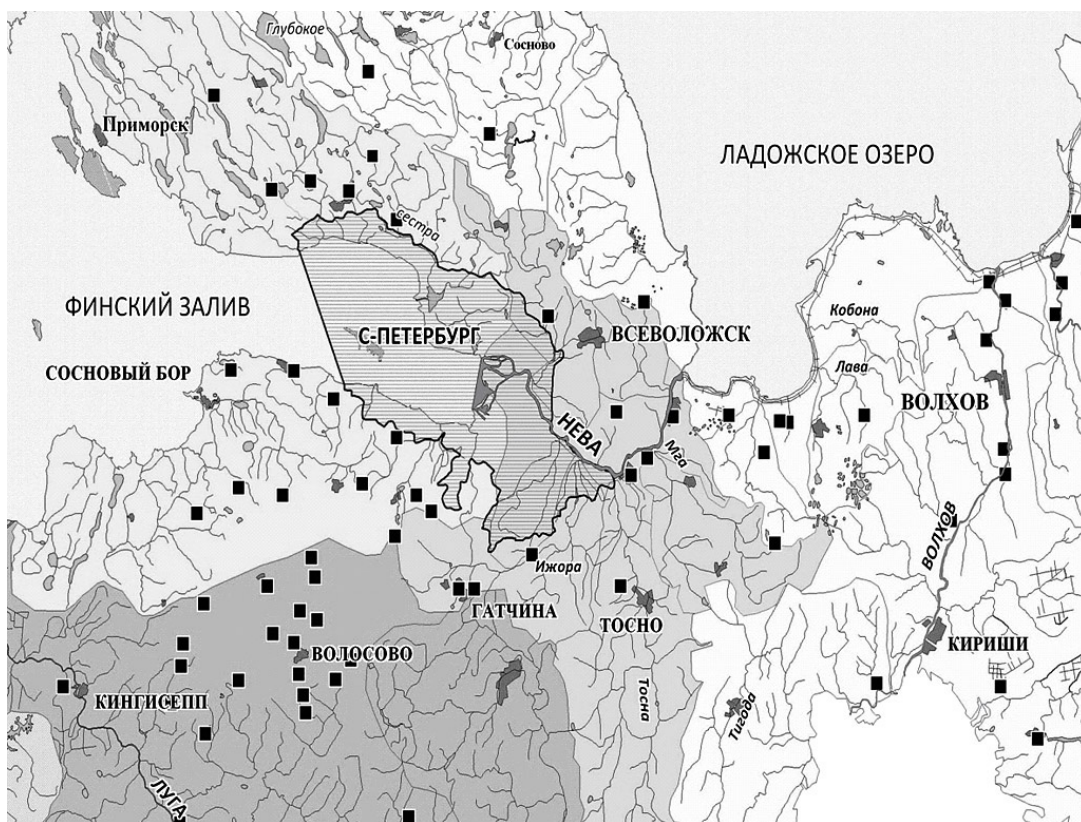 Глубокое
Сосново
Приморск
ЛАДОЖСКОЕ ОЗЕРО
сестра
ФИНСКИЙ ЗАЛИВ
Кобона
С-ПЕТЕРБУРГ
ВСЕВОЛОЖСК
СОСНОВЫЙ БОР
Лава
ВОЛХОВ
НЕВА
Мга
ВОЛХОВ
Ижора
ГАТЧИНА
ТОСНО
ВОЛОСОВО
КИРИШИ
КИНГИСЕПП
Тосна
Тигода
ЛУГА